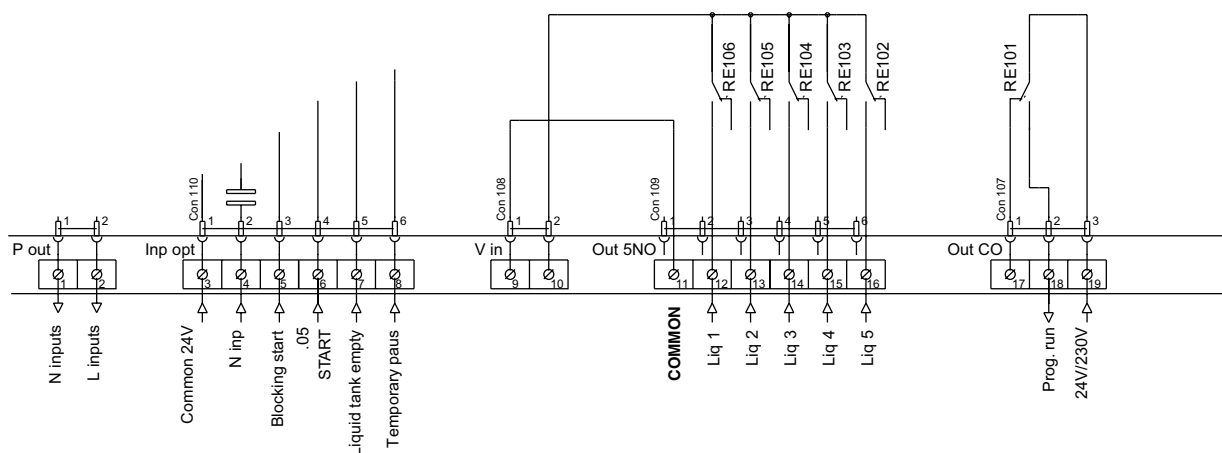 RE106
RE105
RE104
RE103
RE102
RE101
Con 110
Con 108
Con 109
Con 107
1 2
1 2 3 4 5 6
1 2
1 2 3 4 5 6
1 2 3
P out
Inp opt
V in
Out 5NO
Out CO
1 2
3 4 5 6 7 8
9 10
11 12 13 14 15 16
17 18 19
N inputs
L inputs
Common 24V
N inp
Blocking start
.05
START
Liquid tank empty
Temporary paus
COMMON
Liq 1
Liq 2
Liq 3
Liq 4
Liq 5
Prog. run
24V/230V